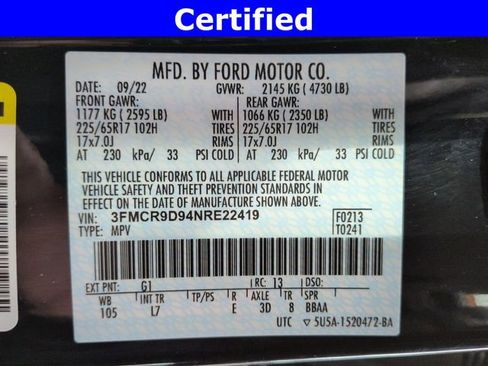 Certified
MFD. BY FORD MOTOR CO.
DATE: 09/22 GVWR: 2145 KG ( 4730 LB)
FRONT GAWR: REAR GAWR:
1177 KG ( 2595 LB) WITH 1066 KG ( 2350 LB)
225/65R17 102H TIRES 225/65R17 102H
17x7.0J RIMS 17x7.0J
AT 230 kPa/ 33 PSI COLD AT 230 kPa/ 33 PSI COLD
THIS VEHICLE CONFORMS TO ALL APPLICABLE FEDERAL MOTOR
VEHICLE SAFETY AND THEFT PREVENTION STANDARDS IN
EFFECT ON THE DATE OF MANUFACTURE SHOWN ABOVE.
VIN: 3FMCR9D94NRE22419 F0213
TYPE: MPV T0241
EXT PNT: G1 RC: 13 DSO:
WB INT TR TP/PS R AXLE TR SPR
105 L7 E 3D 8 BBAA
UTC ▽5U5A-1520472-BA